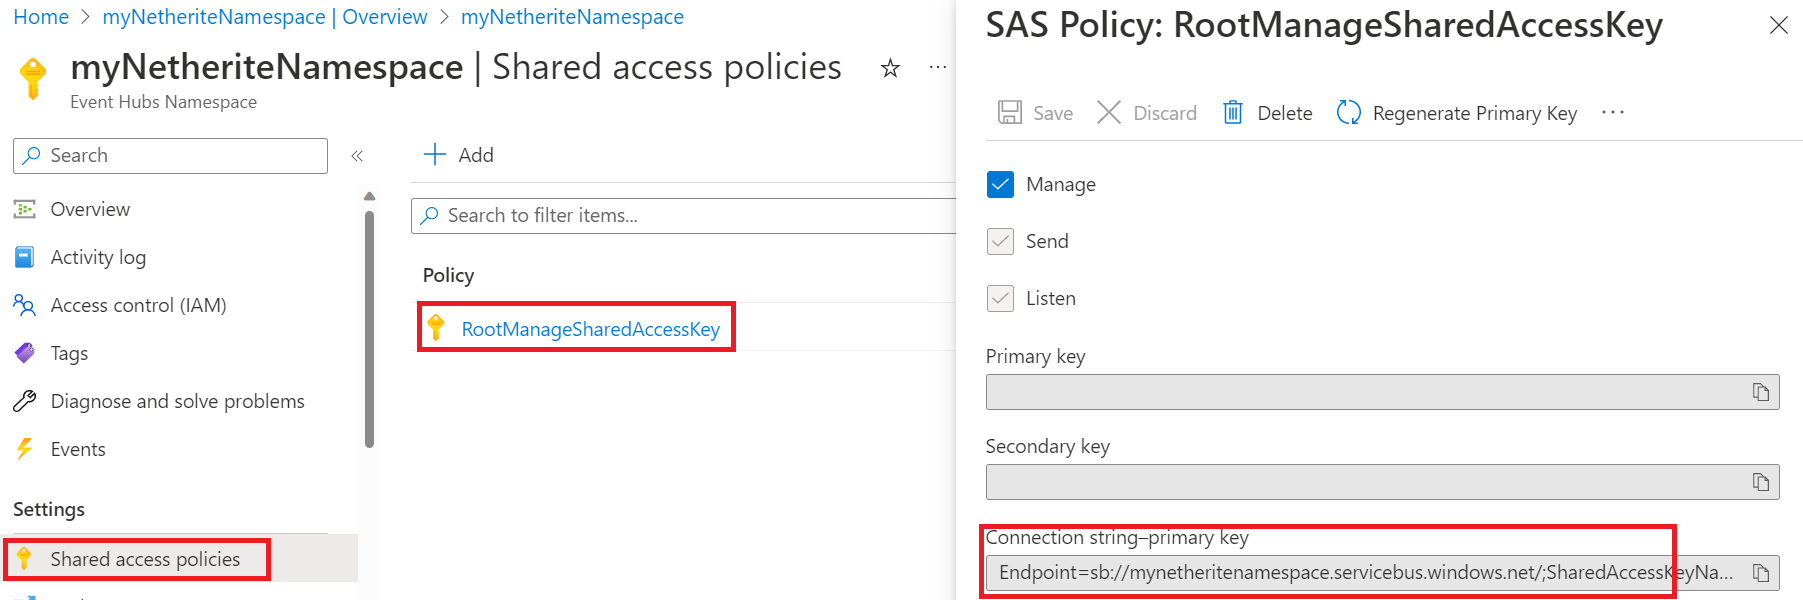 Home > myNetheriteNamespace | Overview > myNetheriteNamespace
myNetheriteNamespace | Shared access policies
Event Hubs Namespace
Search
Overview
Activity log
Access control (IAM)
Tags
Diagnose and solve problems
Events
Settings
Shared access policies
Add
Search to filter items...
Policy
RootManageSharedAccessKey
SAS Policy: RootManageSharedAccessKey
Save Discard Delete Regenerate Primary Key
Manage
Send
Listen
Primary key
Secondary key
Connection string–primary key
Endpoint=sb://mynetheritenamespace.servicebus.windows.net/;SharedAccessKeyNa...